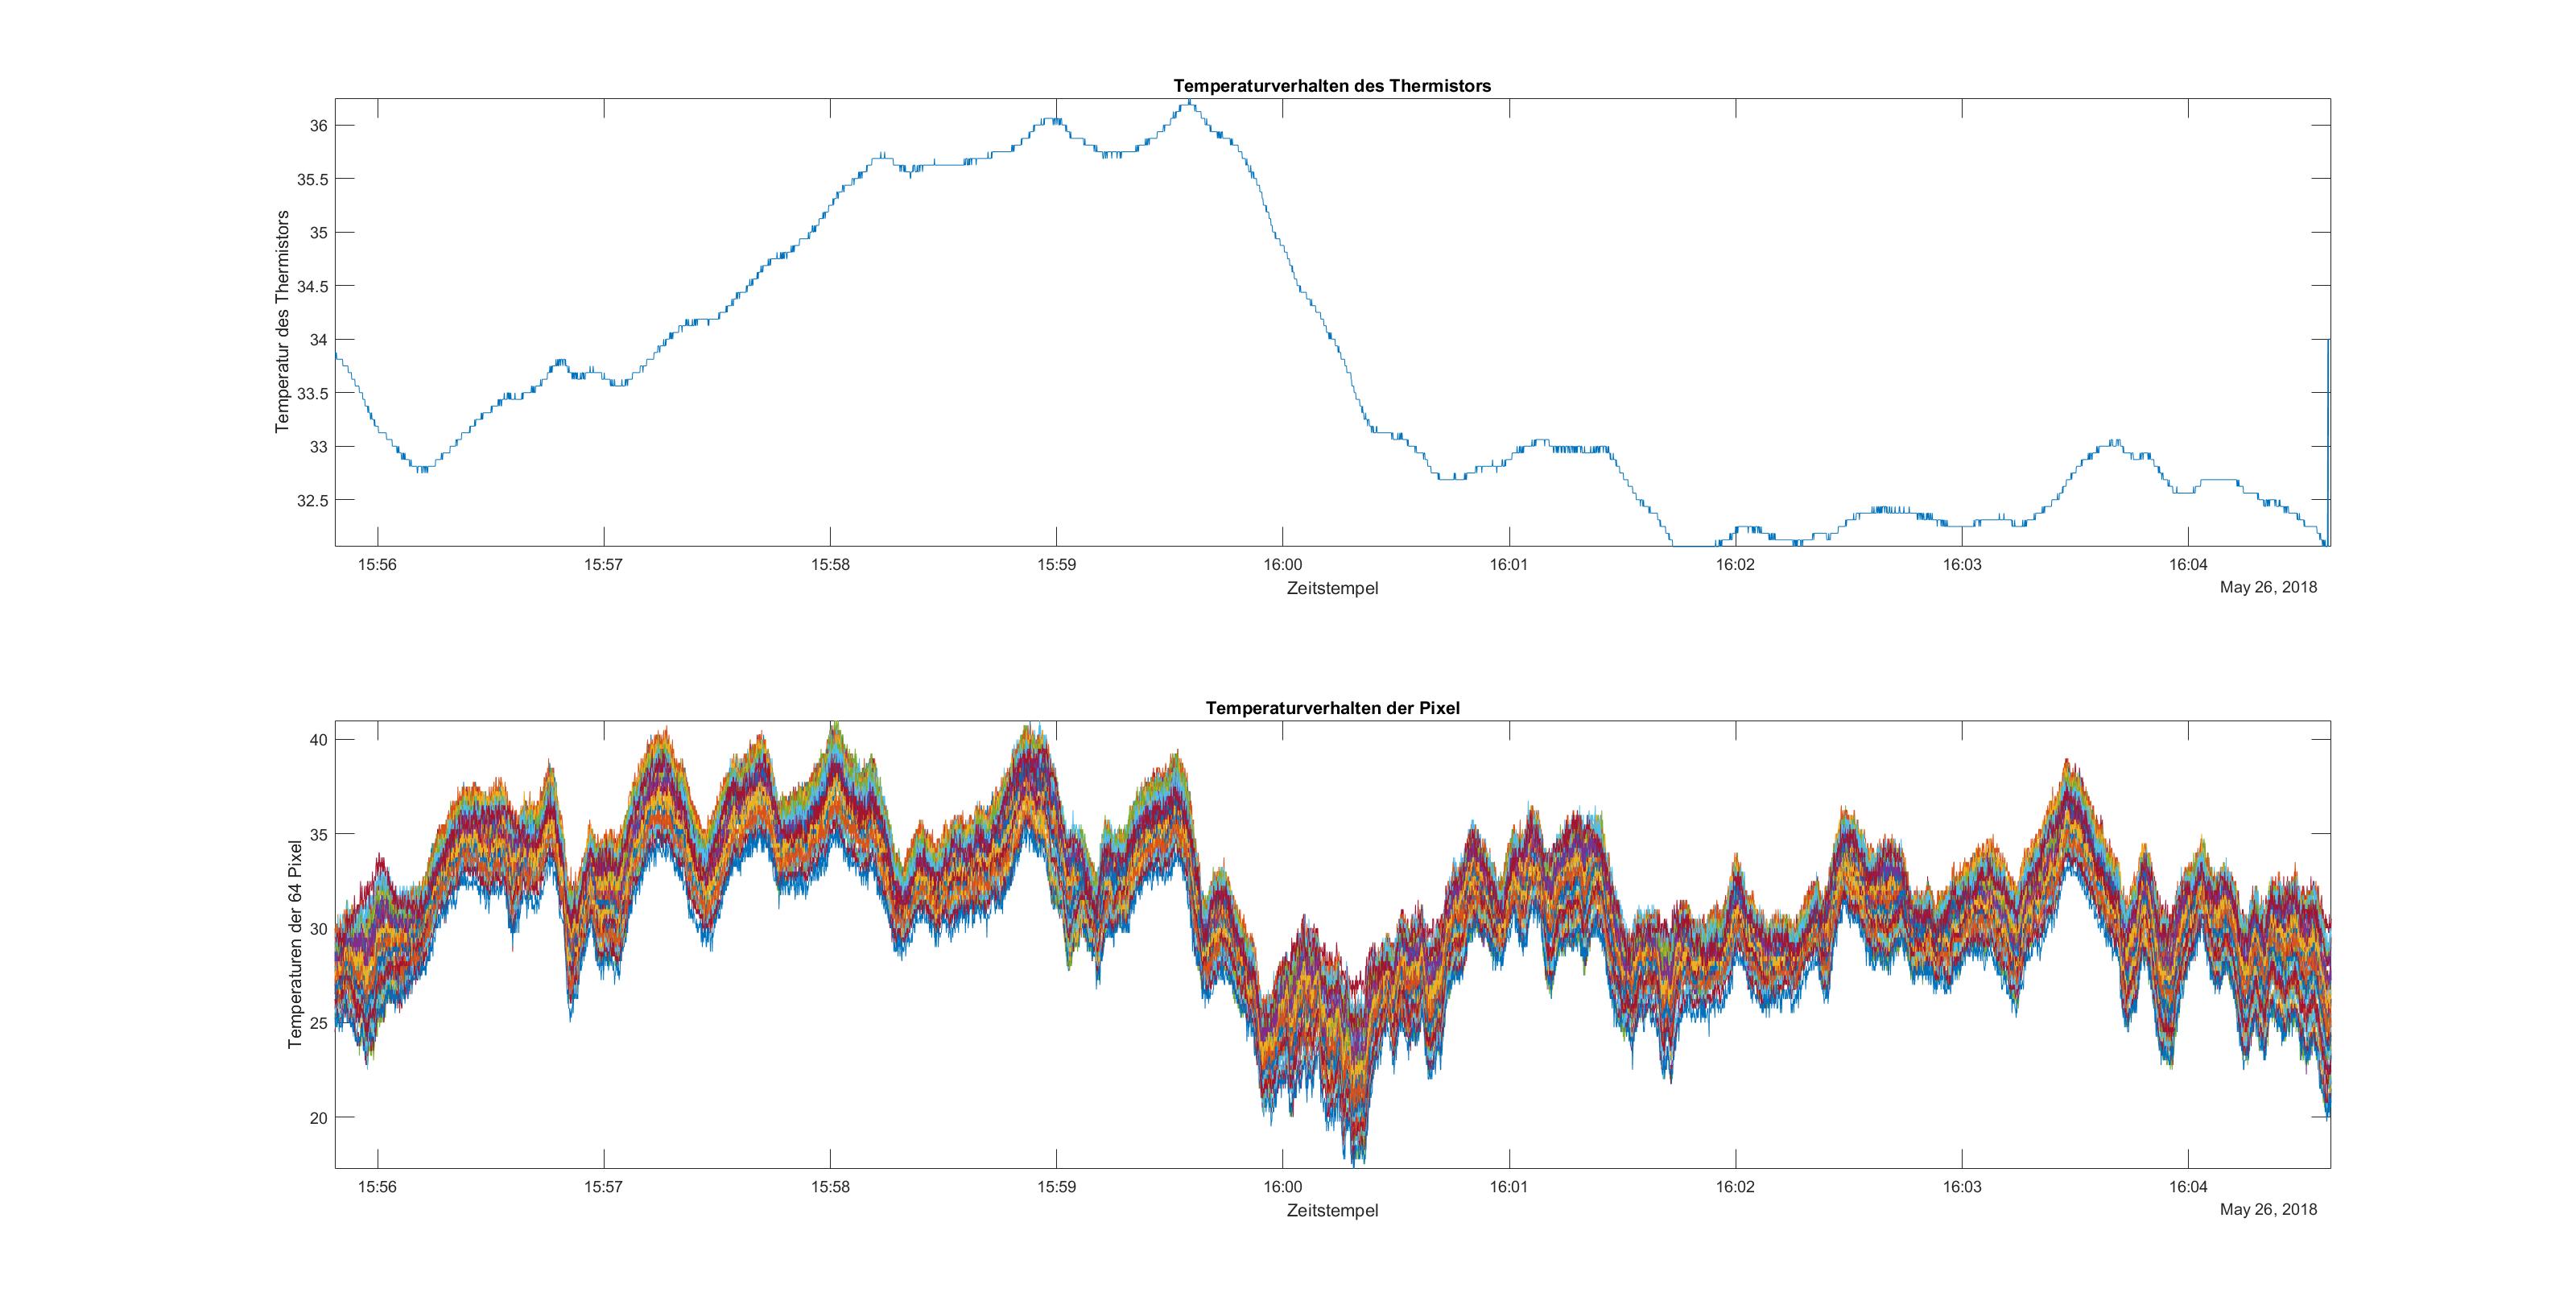 Temperaturverhalten des Thermistors
Temperatur des Thermistors
36
35.5
35
34.5
34
33.5
33
32.5
15:56 15:57 15:58 15:59 16:00 16:01 16:02 16:03 16:04
Zeitstempel
May 26, 2018
Temperaturverhalten der Pixel
Temperaturen der 64 Pixel
40
35
30
25
20
15:56 15:57 15:58 15:59 16:00 16:01 16:02 16:03 16:04
Zeitstempel
May 26, 2018